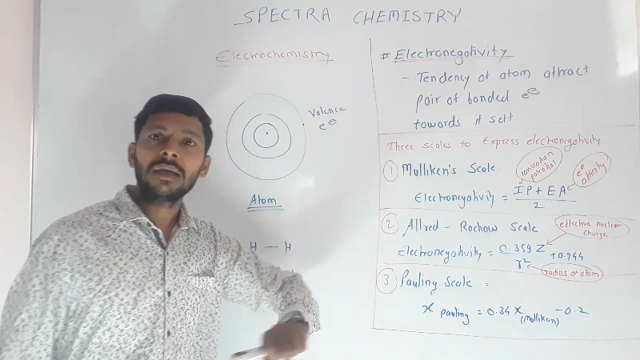 SPECTRA CHEMISTRY
Electrochemistry
Valence
e⊖
Atom
H — H
# Electronegativity
- Tendency of atom attract
pair of bonded e⊖
towards it self
Three scales to Express electronegativity.
① Mulliken's Scale
ionization potential
e⊖ affinity
Electronegativity = IP + EA / 2
② Allred - Rochow Scale
effective nuclear charge
electronegativity = 0.359 Z / r² + 0.744
radius of atom
③ Pauling Scale :
X pauling = 0.34 X (Mulliken) - 0.2